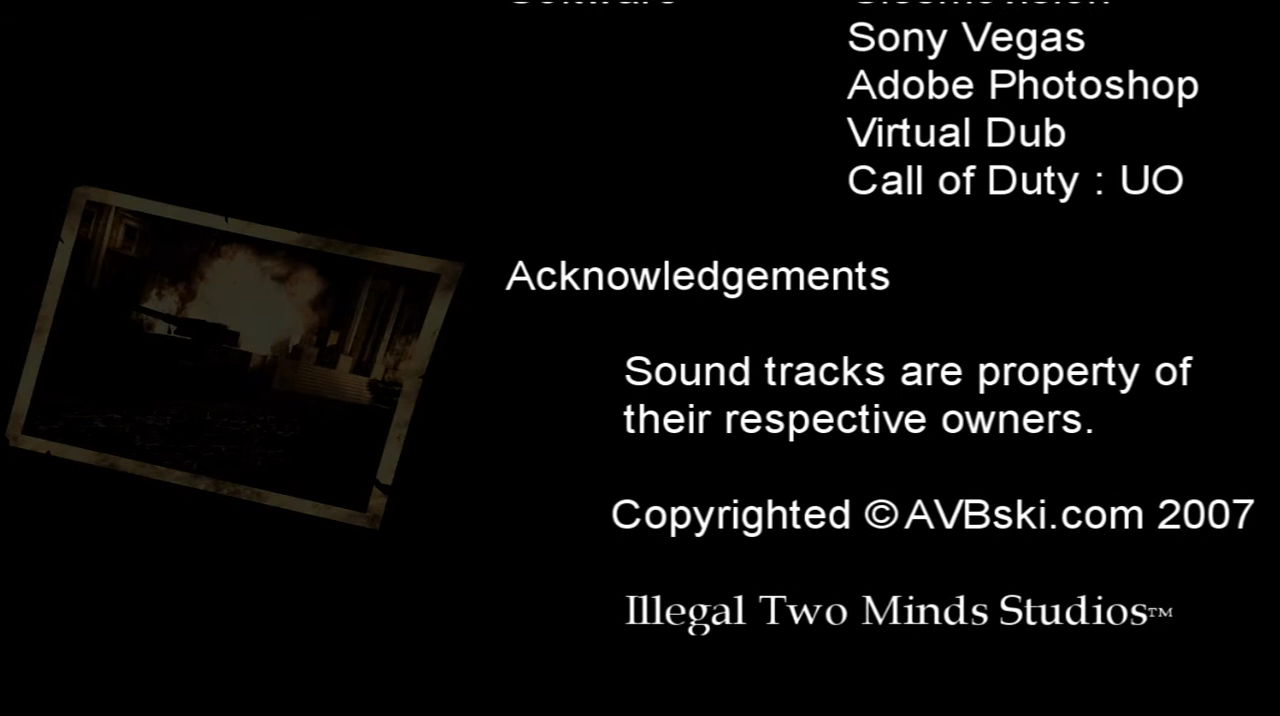 Sony Vegas
Adobe Photoshop
Virtual Dub
Call of Duty : UO
Acknowledgements
Sound tracks are property of
their respective owners.
Copyrighted © AVBski.com 2007
Illegal Two Minds Studios™